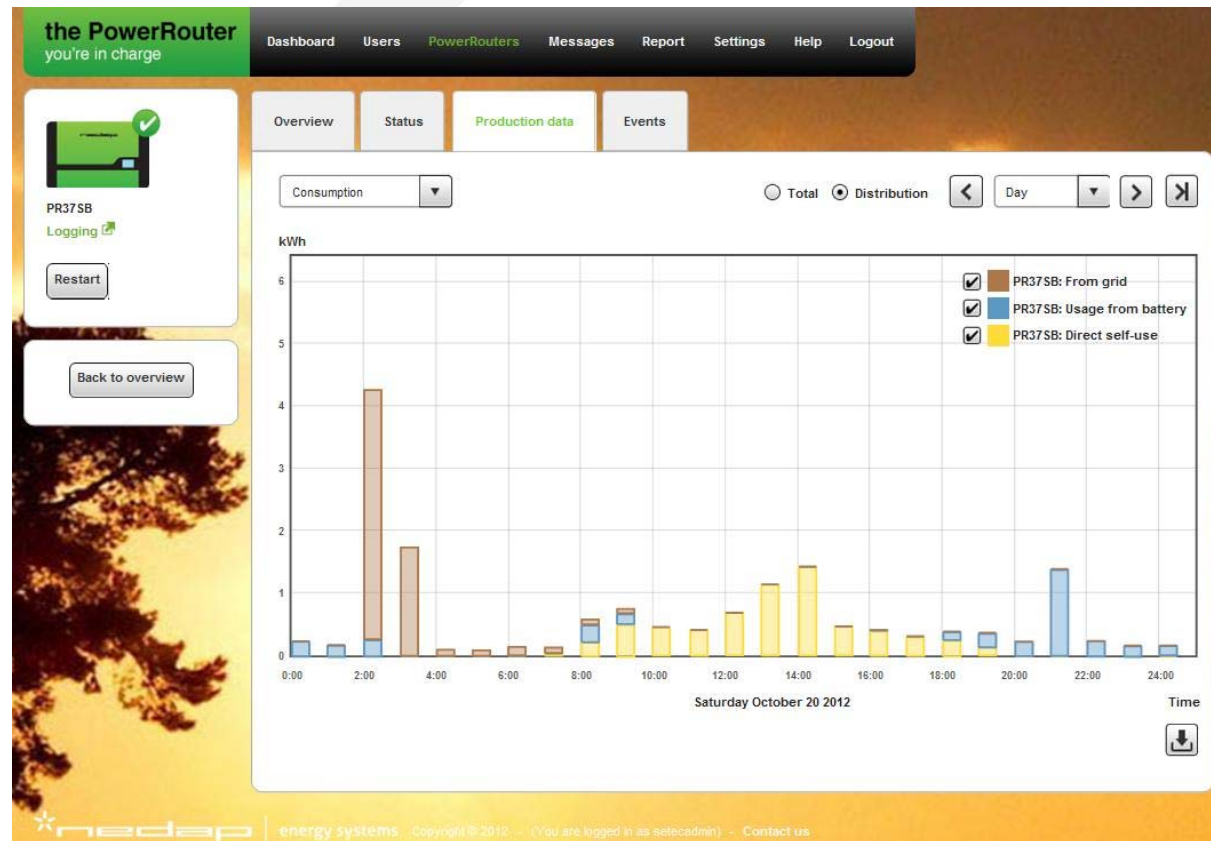 the PowerRouter
you're in charge
Dashboard Users PowerRouters Messages Report Settings Help Logout
PR37SB
Logging
Restart
Back to overview
Overview Status Production data Events
Consumption
Total Distribution Day
kWh
6
5
4
3
2
1
0
PR37SB: From grid
PR37SB: Usage from battery
PR37SB: Direct self-use
0:00 2:00 4:00 6:00 8:00 10:00 12:00 14:00 16:00 18:00 20:00 22:00 24:00
Saturday October 20 2012
Time
nedap energy systems Copyright © 2012 - (You are logged in as setecadmin) - Contact us